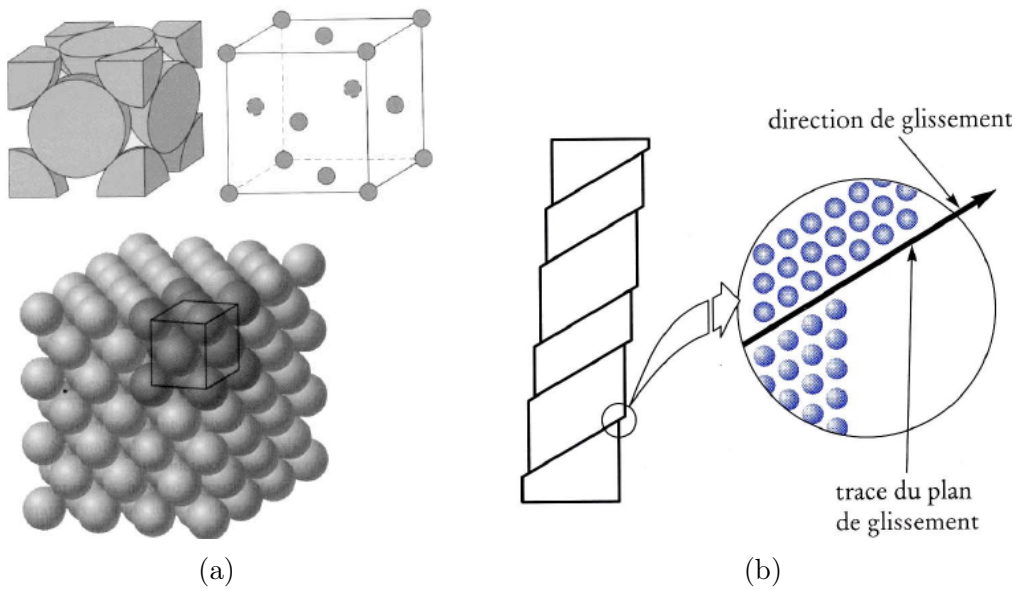 direction de glissement
trace du plan
de glissement
(a)
(b)